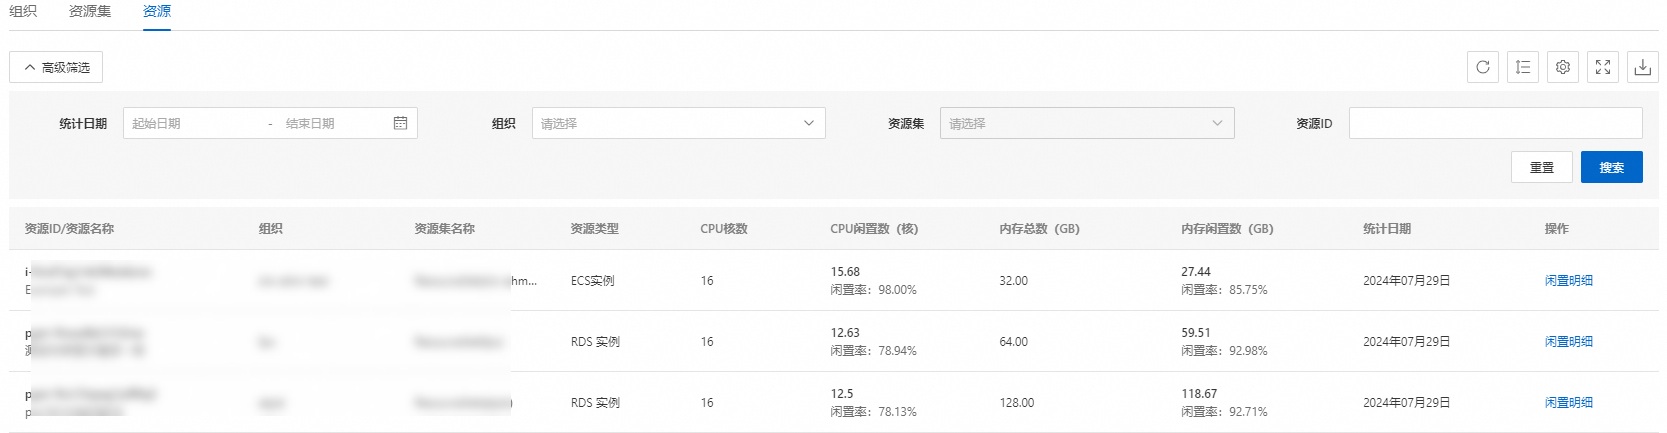 组织 资源集 资源
高级筛选
统计日期 起始日期 - 结束日期 组织 请选择 资源集 请选择 资源ID
重置 搜索
资源ID/资源名称 组织 资源集名称 资源类型 CPU核数 CPU闲置数（核） 内存总数（GB） 内存闲置数（GB） 统计日期 操作
i- hm... ECS实例 16 15.68 32.00 27.44 2024年07月29日 闲置明细
闲置率：98.00% 闲置率：85.75%
RDS 实例 16 12.63 64.00 59.51 2024年07月29日 闲置明细
闲置率：78.94% 闲置率：92.98%
RDS 实例 16 12.5 128.00 118.67 2024年07月29日 闲置明细
闲置率：78.13% 闲置率：92.71%